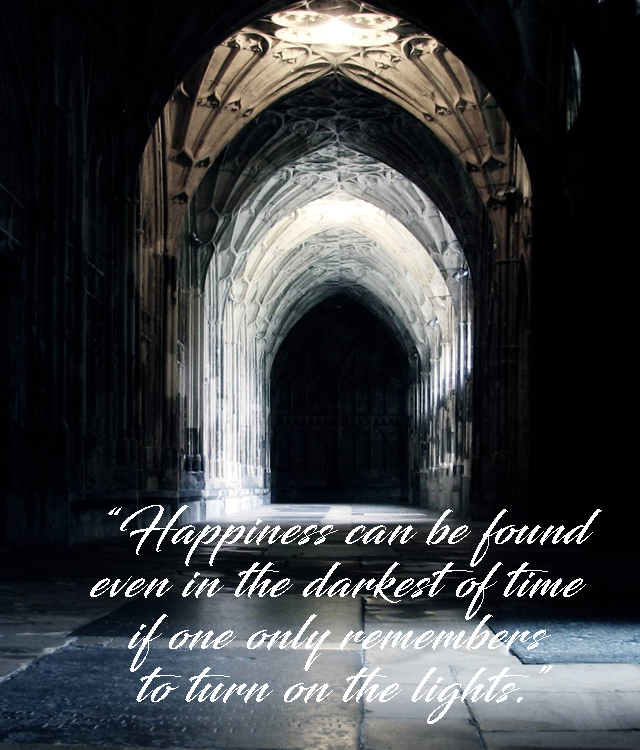 “Happiness can be found
even in the darkest of time
if one only remembers
to turn on the lights.”